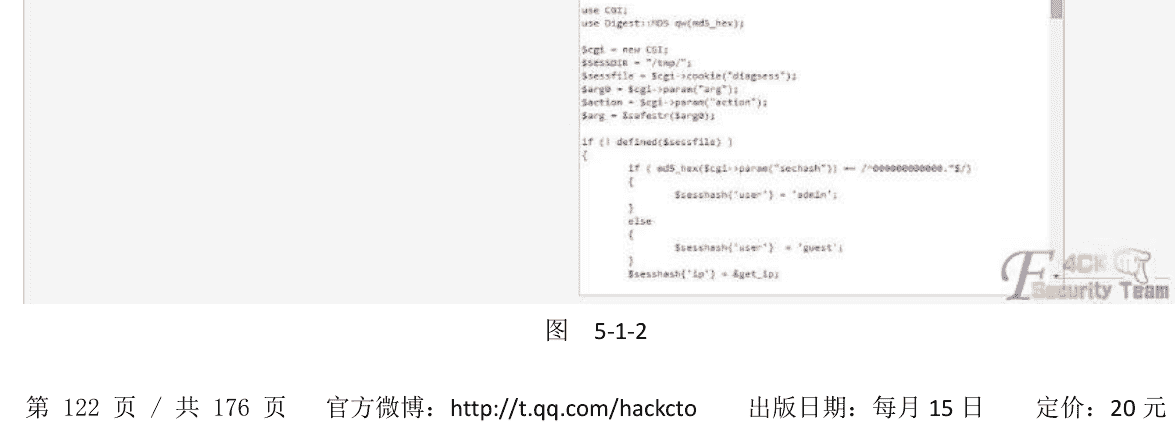 use CGI;
use Digest::MD5 qw(md5_hex);
$cgi = new CGI;
$sessDIR = "/tmp/";
$sessfile = $cgi->cookie("diagsess");
$arg0 = $cgi->param("arg");
$action = $cgi->param("action");
$arg = &safestr($arg0);
if (! defined($sessfile) )
{
if ( md5_hex($cgi->param("sechash")) =~ /^000000000000.*$/)
{
$sesshash{'user'} = 'admin';
}
else
{
$sesshash{'user'} = 'guest';
}
$sesshash{'ip'} = &get_ip;
F4CK
Security Team
图 5-1-2
第 122 页 / 共 176 页 官方微博：http://t.qq.com/hackcto 出版日期：每月 15 日 定价：20 元